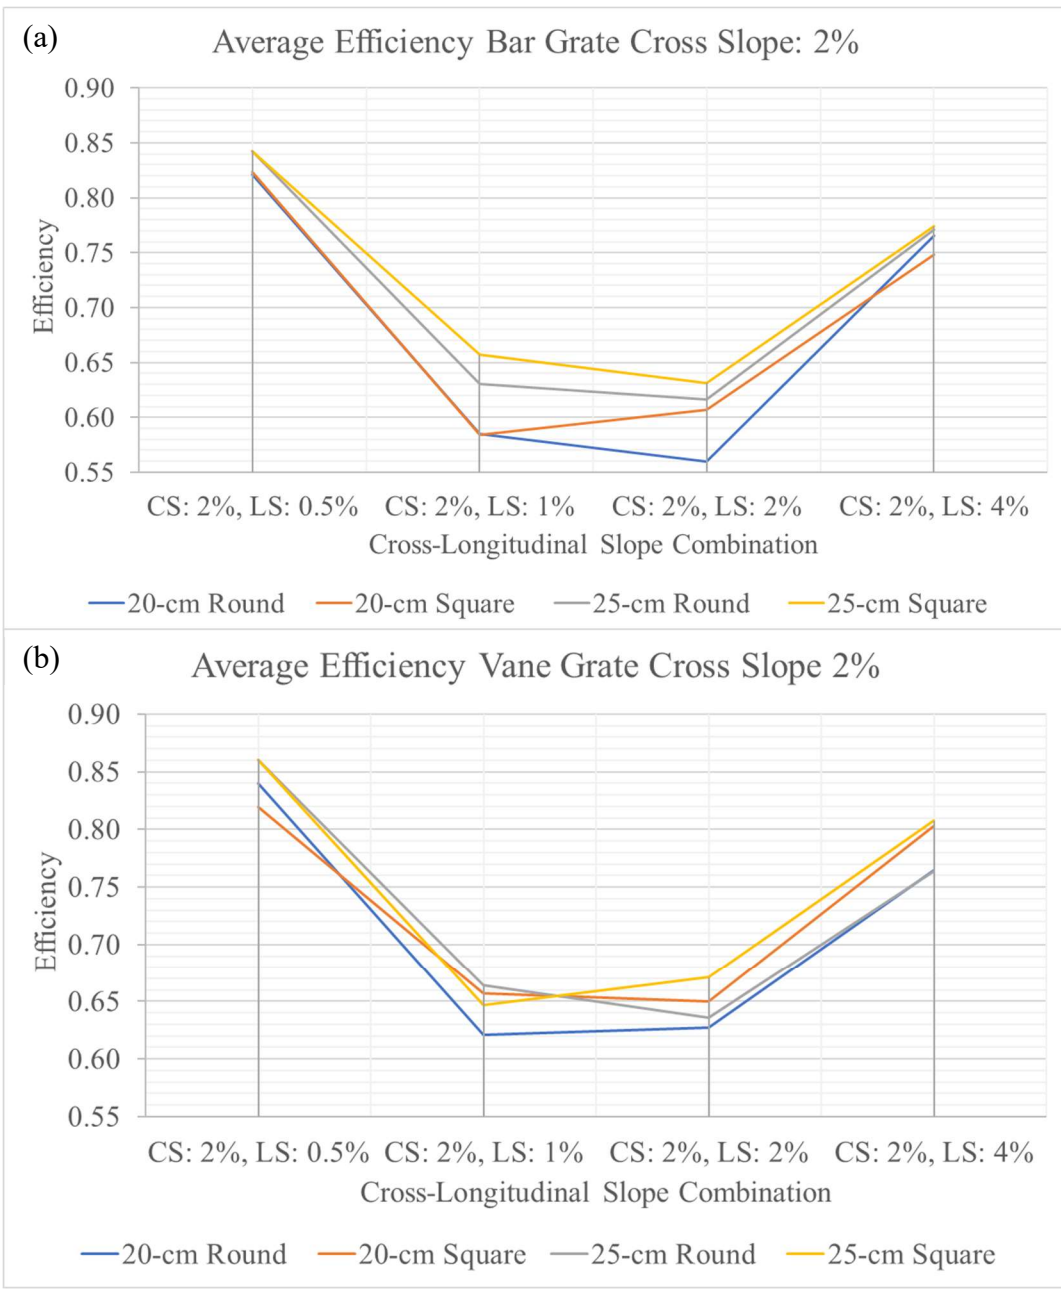 (a)
Average Efficiency Bar Grate Cross Slope: 2%
0.90
0.85
0.80
0.75
0.70
0.65
0.60
0.55
Efficiency
CS: 2%, LS: 0.5% CS: 2%, LS: 1% CS: 2%, LS: 2% CS: 2%, LS: 4%
Cross-Longitudinal Slope Combination
20-cm Round 20-cm Square 25-cm Round 25-cm Square
(b)
Average Efficiency Vane Grate Cross Slope 2%
0.90
0.85
0.80
0.75
0.70
0.65
0.60
0.55
Efficiency
CS: 2%, LS: 0.5% CS: 2%, LS: 1% CS: 2%, LS: 2% CS: 2%, LS: 4%
Cross-Longitudinal Slope Combination
20-cm Round 20-cm Square 25-cm Round 25-cm Square